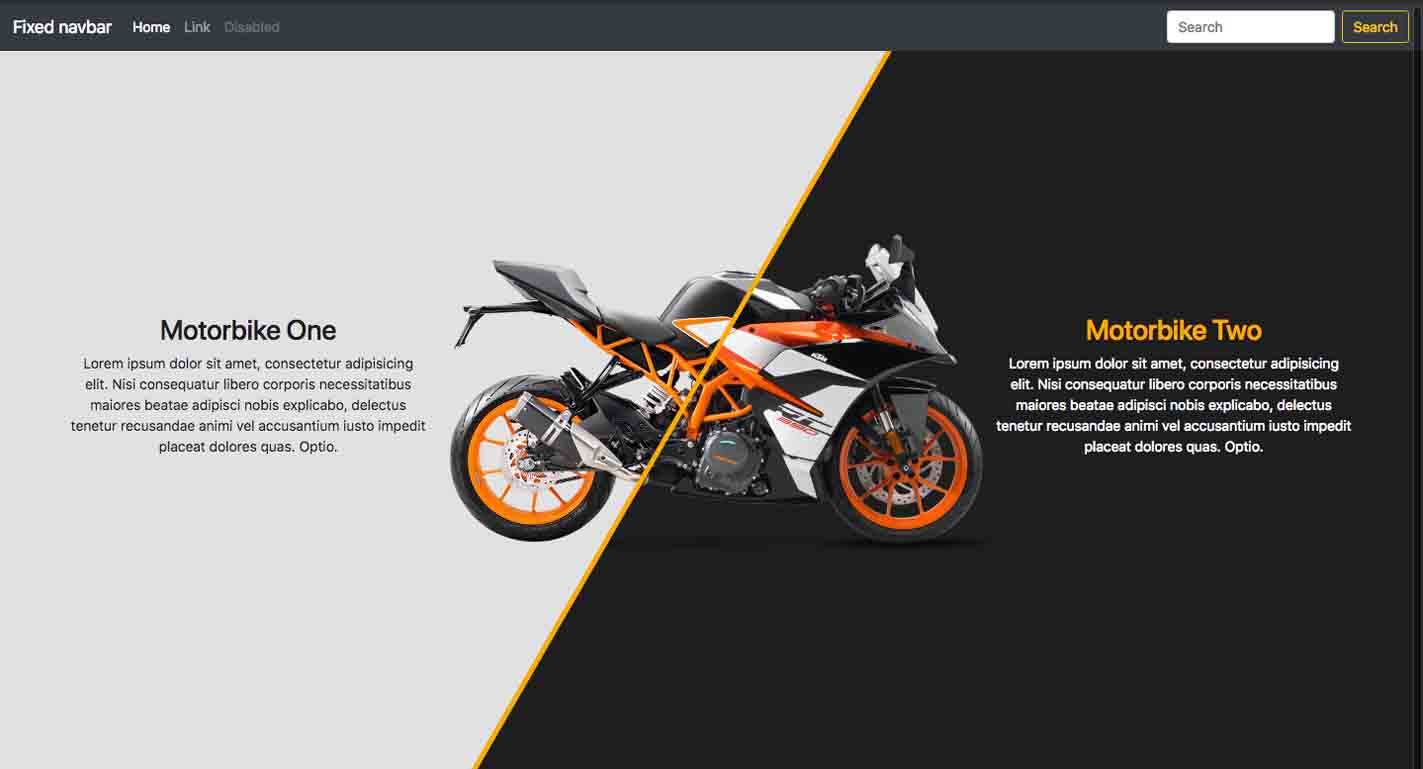 Fixed navbar Home Link Disabled Search Search
Motorbike One
Lorem ipsum dolor sit amet, consectetur adipisicing
elit. Nisi consequatur libero corporis necessitatibus
maiores beatae adipisci nobis explicabo, delectus
tenetur recusandae animi vel accusantium iusto impedit
placeat dolores quas. Optio.
Motorbike Two
Lorem ipsum dolor sit amet, consectetur adipisicing
elit. Nisi consequatur libero corporis necessitatibus
maiores beatae adipisci nobis explicabo, delectus
tenetur recusandae animi vel accusantium iusto impedit
placeat dolores quas. Optio.
KTM
RC
390